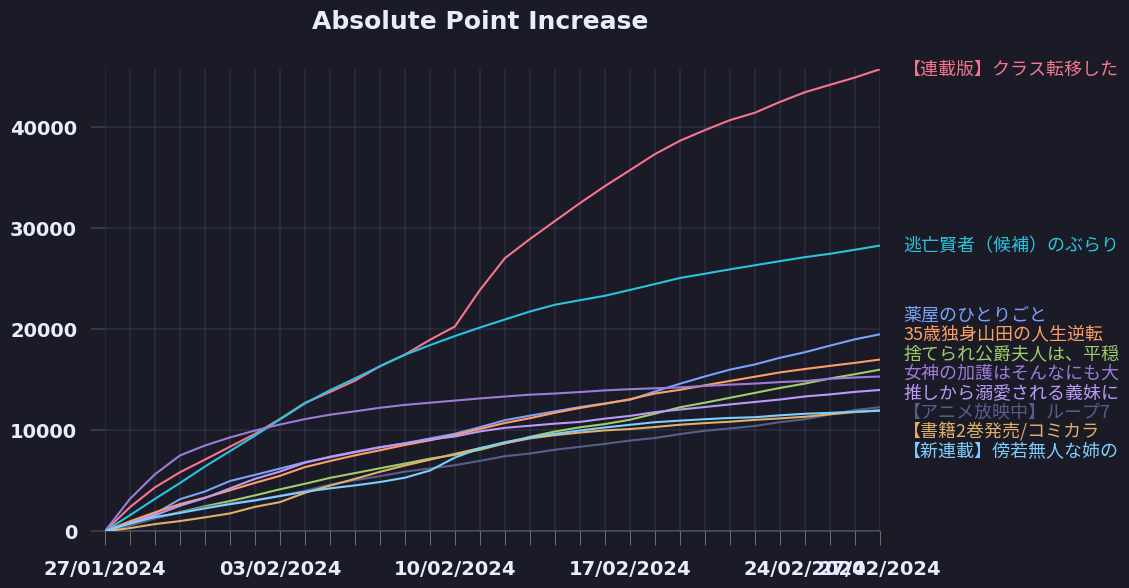 Absolute Point Increase
40000
30000
20000
10000
0
27/01/2024
03/02/2024
10/02/2024
17/02/2024
24/02/2024
27/02/2024
【連載版】クラス転移した
逃亡賢者（候補）のぶらり
薬屋のひとりごと
35歳独身山田の人生逆転
捨てられ公爵夫人は、平穏
女神の加護はそんなにも大
推しから溺愛される義妹に
【アニメ放映中】ループ7
【書籍2巻発売/コミカラ
【新連載】傍若無人な姉の